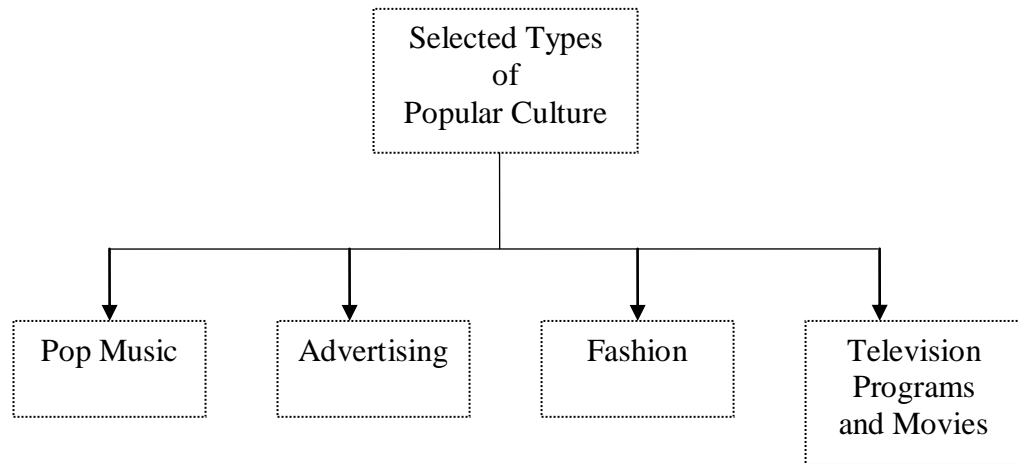 Selected Types
of
Popular Culture
Pop Music
Advertising
Fashion
Television
Programs
and Movies